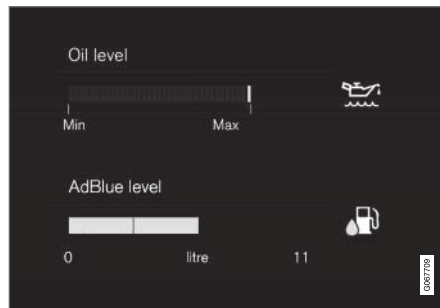 Oil level
Min Max
AdBlue level
0 litre 11
G067709